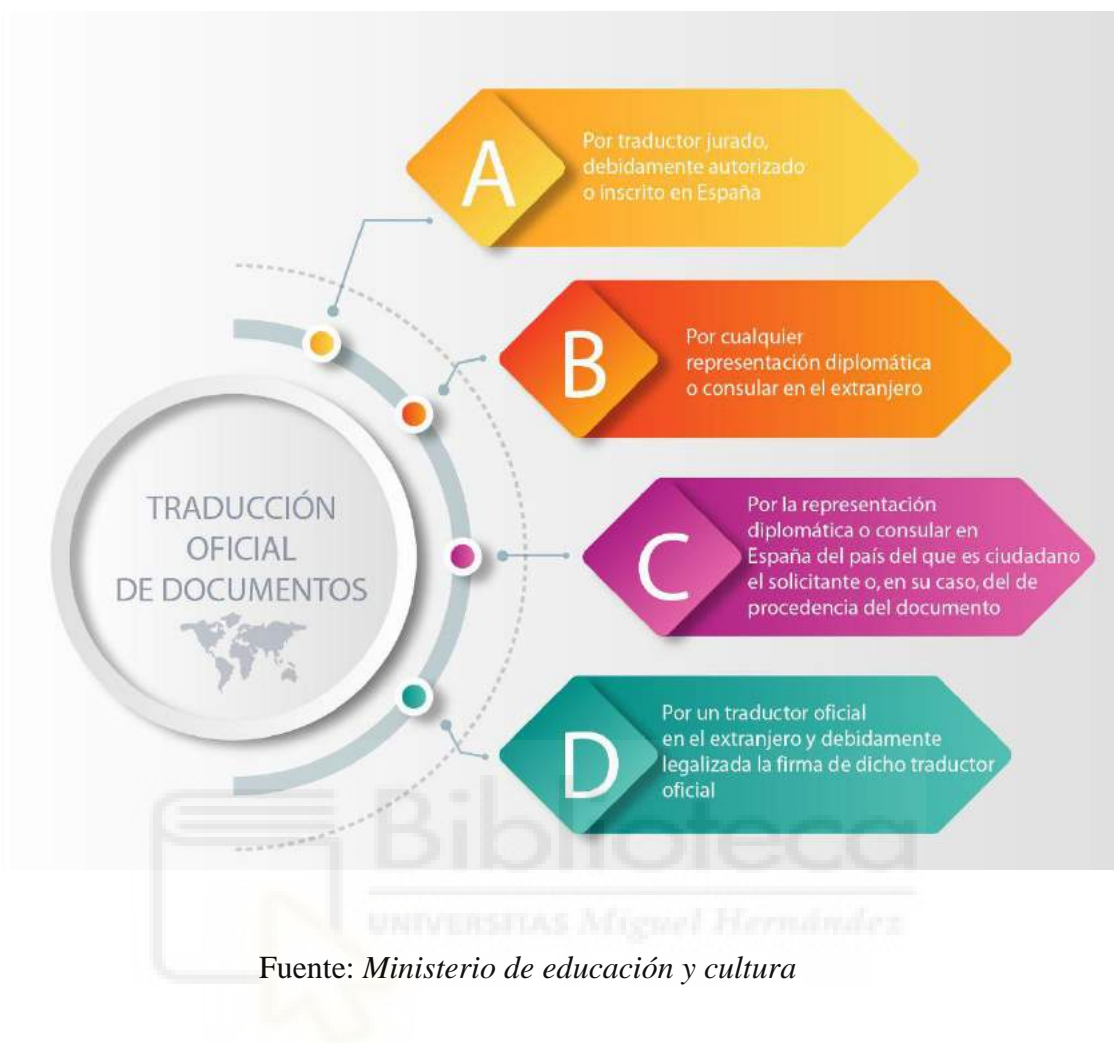 A
Por traductor jurado,
debidamente autorizado
o inscrito en España
B
Por cualquier
representación diplomática
o consular en el extranjero
TRADUCCIÓN
OFICIAL
DE DOCUMENTOS
C
Por la representación
diplomática o consular en
España del país del que es ciudadano
el solicitante o, en su caso, del de
procedencia del documento
D
Por un traductor oficial
en el extranjero y debidamente
legalizada la firma de dicho traductor
oficial
Biblioteca
UNIVERSITAS Miguel Hernández
Fuente: Ministerio de educación y cultura